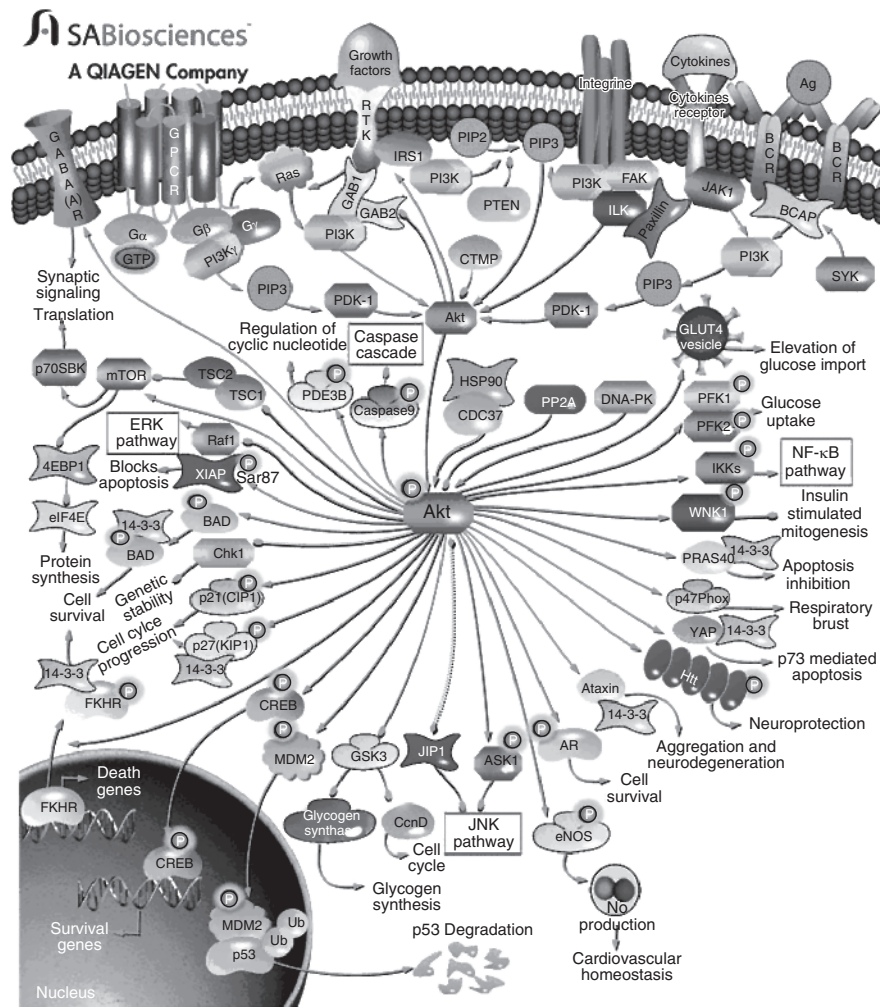 SABiosciences
A QIAGEN Company
Growth
factors
Integrine
Cytokines
Cytokines
receptor
Ag
G
A
B
A
(A)
R
G
P
C
R
R
T
K
B
C
R
B
C
R
Ras
IRS1
PIP2
PIP3
PI3K
PTEN
GAB1
GAB2
PI3K
PI3K
FAK
ILK
Paxillin
JAK1
BCAP
PI3K
SYK
Gα
GTP
Gβ
Gγ
PI3Kγ
CTMP
PIP3
PDK-1
Akt
PDK-1
PIP3
Synaptic
signaling
Translation
Regulation of
cyclic nucleotide
Caspase
cascade
GLUT4
vesicle
Elevation of
glucose import
p70SBK
mTOR
TSC2
TSC1
P
PDE3B
P
Caspase9
HSP90
CDC37
PP2A
DNA-PK
PFK1
P
PFK2
P
Glucose
uptake
ERK
pathway
Raf1
IKKs
P
NF-κB
pathway
4EBP1
Blocks
apoptosis
XIAP
P
Sar87
P
Akt
P
WNK1
Insulin
stimulated
mitogenesis
eIF4E
14-3-3
P
BAD
P
BAD
Chk1
PRAS40
14-3-3
Apoptosis
inhibition
Protein
synthesis
Genetic
stability
P
p21(CIP1)
p47Phox
Respiratory
brust
Cell
survival
Cell cylce
progression
p27(KIP1)
P
14-3-3
YAP
14-3-3
p73 mediated
apoptosis
14-3-3
P
FKHR
P
CREB
P
MDM2
Htt
P
Neuroprotection
Ataxin
14-3-3
Aggregation and
neurodegeneration
GSK3
JIP1
P
ASK1
P
AR
Cell
survival
Death
genes
FKHR
Glycogen
synthas
CcnD
Cell
cycle
JNK
pathway
P
eNOS
P
CREB
Glycogen
synthesis
No
production
Survival
genes
P
MDM2
Ub
Ub
p53
p53 Degradation
Cardiovascular
homeostasis
Nucleus